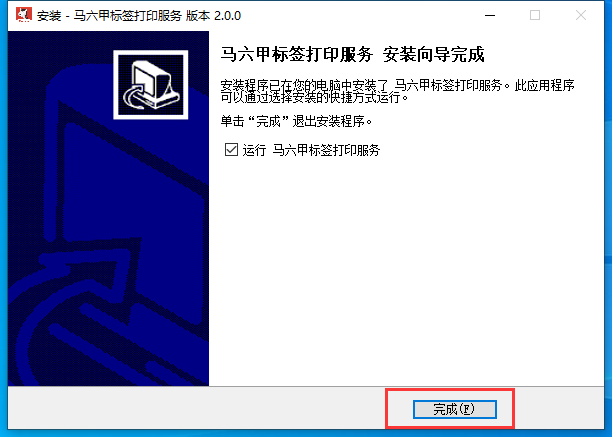 安装 - 马六甲标签打印服务 版本 2.0.0
马六甲标签打印服务 安装向导完成
安装程序已在您的电脑中安装了 马六甲标签打印服务。此应用程序
可以通过选择安装的快捷方式运行。
单击“完成”退出安装程序。
运行 马六甲标签打印服务
完成(F)